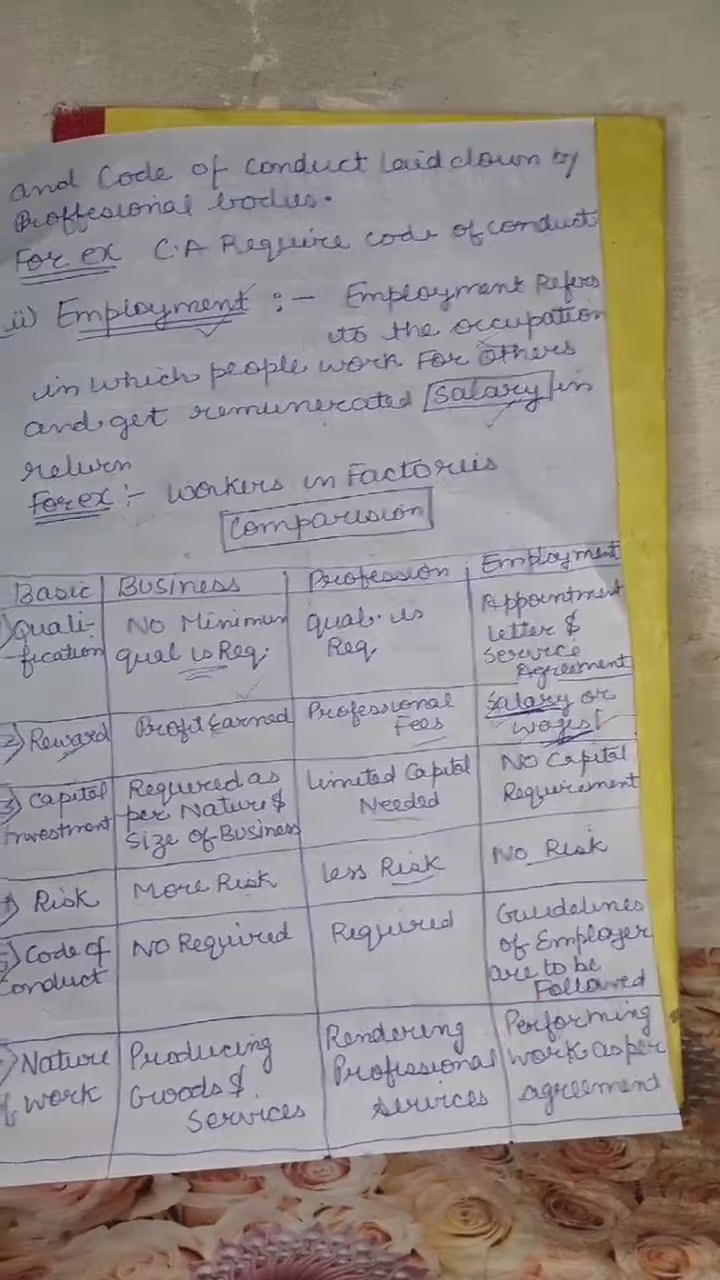 and Code of conduct laid down by
Proffesional bodies.
For ex C.A Require code of conduct
ii) Employment :- Employment Refers
to the occupation
in which people work For others
and get remunerated salary in
return
For ex :- workers in Factories
Comparision
Basic Business Profession Employment
1) Quali-
-fication No Minimum
qual is Req. qual. is
Req. Appointment
letter &
Service
Agreement
2) Reward Profit Earned Professional
Fees Salary or
wages
3) Capital
Investment Required as
per Nature &
Size of Business Limited Capital
Needed No Capital
Requirement
Risk More Risk less Risk No Risk
Code of
Conduct No Required Required Guidelines
of Employer
are to be
Followed
Nature
of work Producing
Goods &
Services Rendering
Professional
services Performing
work as per
agreement